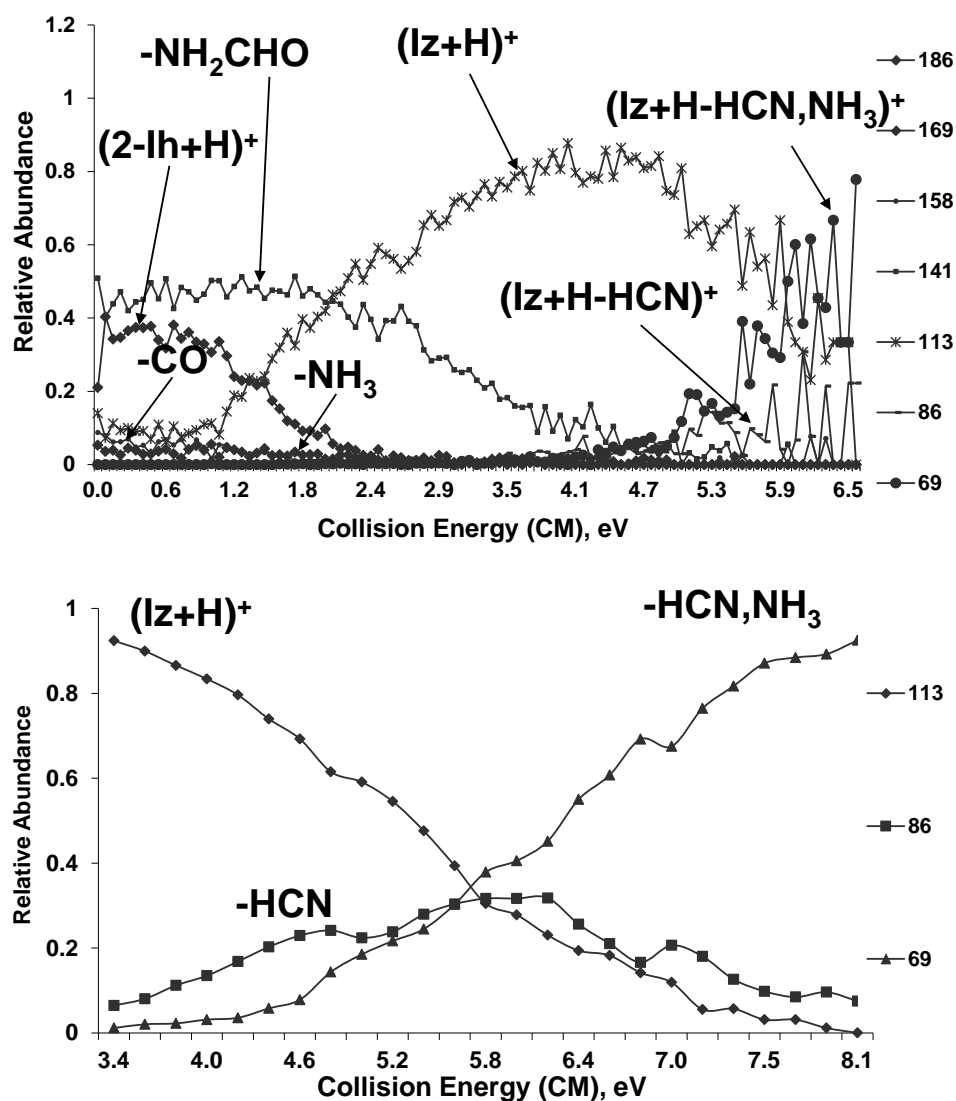 1.2
1
0.8
0.6
0.4
0.2
0
Relative Abundance
-NH₂CHO
(Iz+H)⁺
(2-Ih+H)⁺
(Iz+H-HCN,NH₃)⁺
(Iz+H-HCN)⁺
-CO
-NH₃
186
169
158
141
113
86
69
0.0 0.6 1.2 1.8 2.4 2.9 3.5 4.1 4.7 5.3 5.9 6.5
Collision Energy (CM), eV
1
0.8
0.6
0.4
0.2
0
Relative Abundance
(Iz+H)⁺
-HCN,NH₃
-HCN
113
86
69
3.4 4.0 4.6 5.2 5.8 6.4 7.0 7.5 8.1
Collision Energy (CM), eV